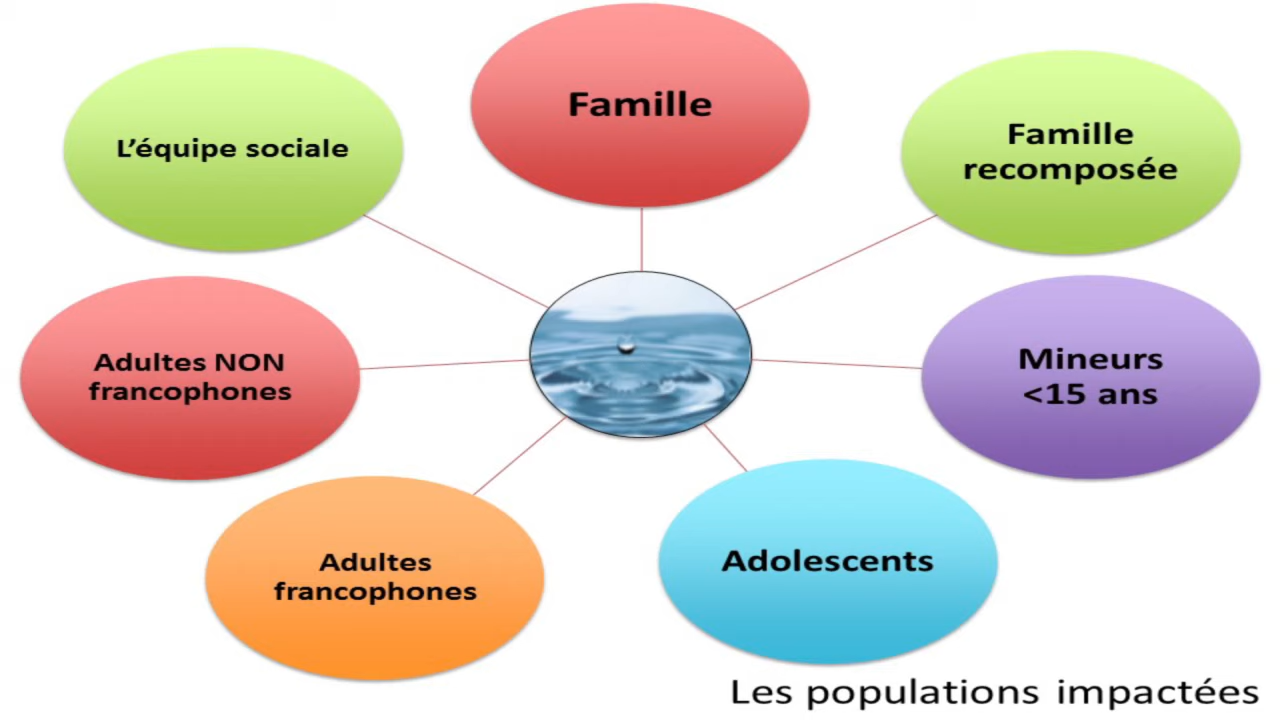 Famille
L’équipe sociale
Famille
recomposée
Adultes NON
francophones
Mineurs
<15 ans
Adultes
francophones
Adolescents
Les populations impactées